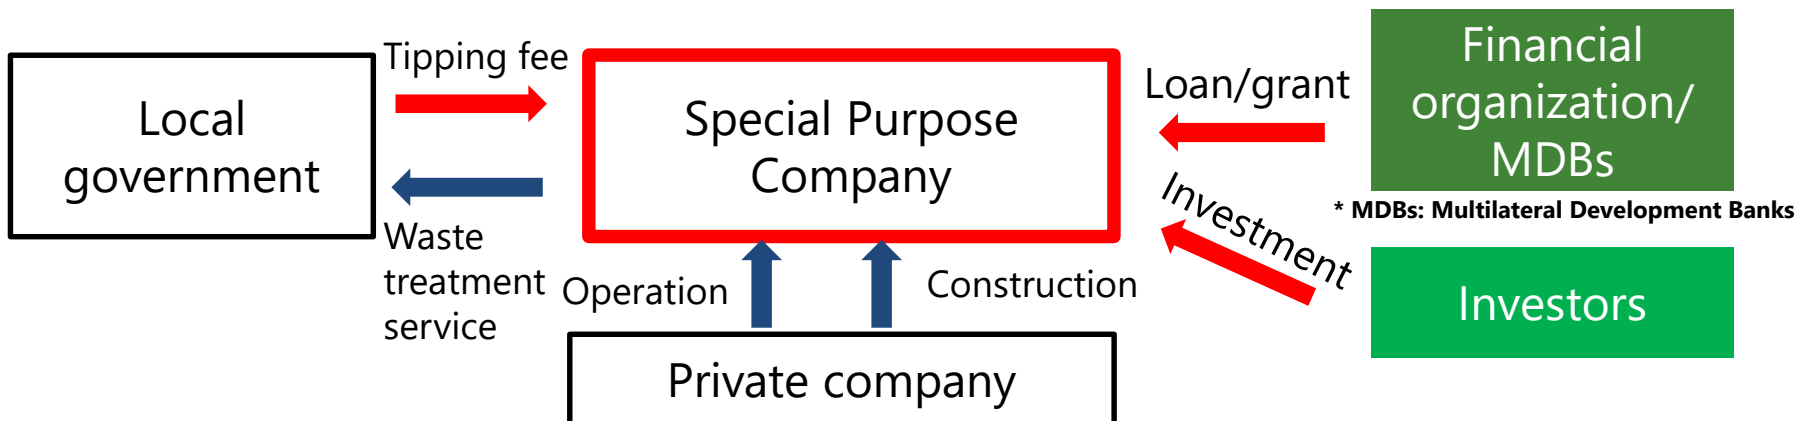 Local
government
Tipping fee
Waste
treatment
service
Special Purpose
Company
Operation
Construction
Private company
Loan/grant
Investment
Financial
organization/
MDBs
* MDBs: Multilateral Development Banks
Investors